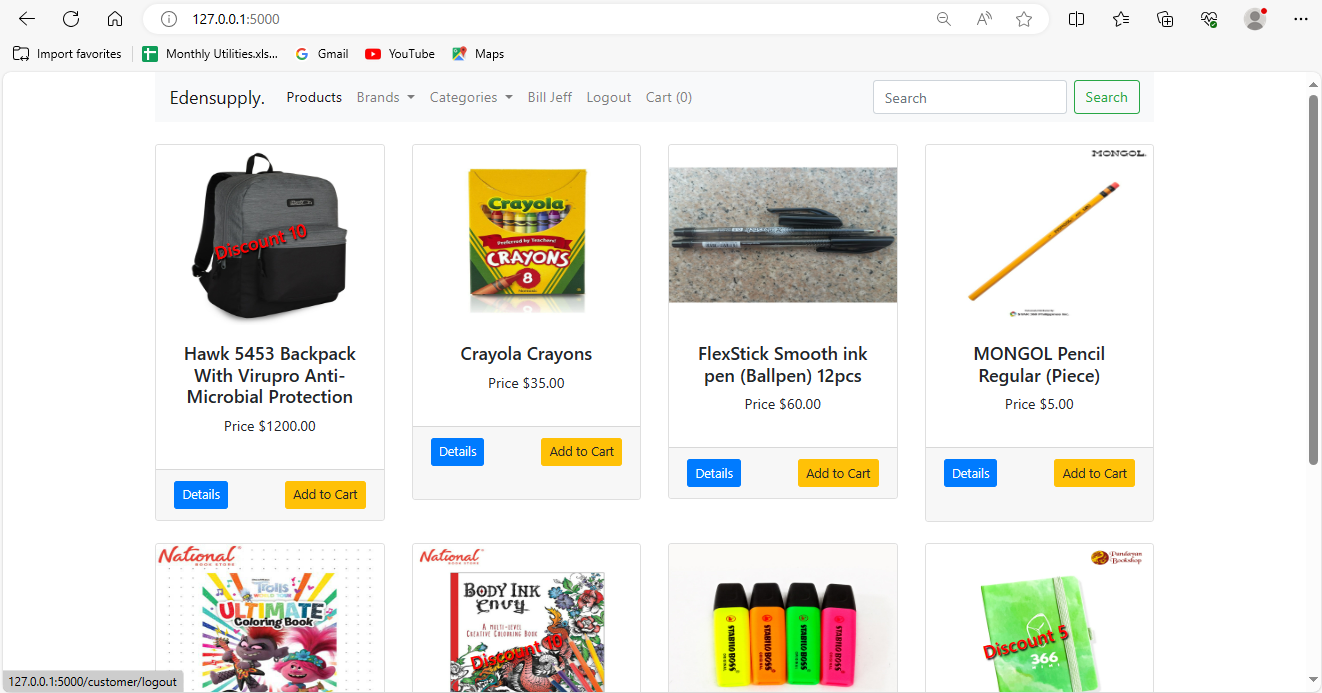 127.0.0.1:5000
Import favorites
Monthly Utilities.xls...
Gmail
YouTube
Maps
Edensupply.
Products
Brands
Categories
Bill Jeff
Logout
Cart (0)
Search
Search
Discount 10
Crayola
Preferred by Teachers!
CRAYONS
8
MONGOL.
Hawk 5453 Backpack
With Virupro Anti-
Microbial Protection
Price $1200.00
Details
Add to Cart
Crayola Crayons
Price $35.00
Details
Add to Cart
FlexStick Smooth ink
pen (Ballpen) 12pcs
Price $60.00
Details
Add to Cart
MONGOL Pencil
Regular (Piece)
Price $5.00
Details
Add to Cart
National
BOOK STORE
Trolls
ULTIMATE
Coloring Book
National
BOOK STORE
BODY INK
Envy
A MULTI-LEVEL
CREATIVE COLOURING BOOK
Discount 10
STABILO BOSS
STABILO BOSS
STABILO BOSS
STABILO BOSS
Pandayan
Bookshop
Discount 5
366
127.0.0.1:5000/customer/logout